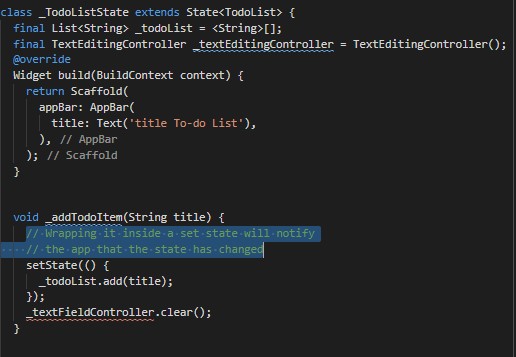 class _TodoListState extends State<TodoList> {
  final List<String> _todoList = <String>[];
  final TextEditingController _textEditingController = TextEditingController();
  @override
  Widget build(BuildContext context) {
    return Scaffold(
      appBar: AppBar(
        title: Text('title To-do List'),
      ), // AppBar
    ); // Scaffold
  }
  void _addTodoItem(String title) {
    // Wrapping it inside a set state will notify
    // the app that the state has changed
    setState(() {
      _todoList.add(title);
    });
    _textFieldController.clear();
  }